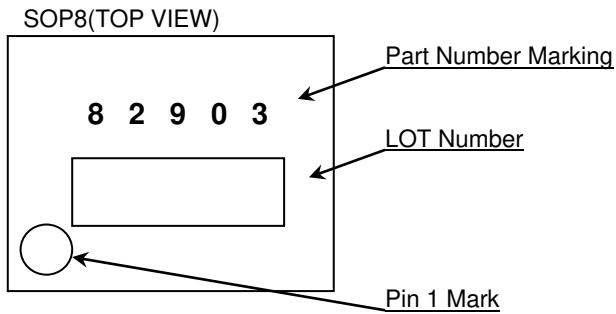 SOP8(TOP VIEW)
Part Number Marking
8 2 9 0 3
LOT Number
Pin 1 Mark